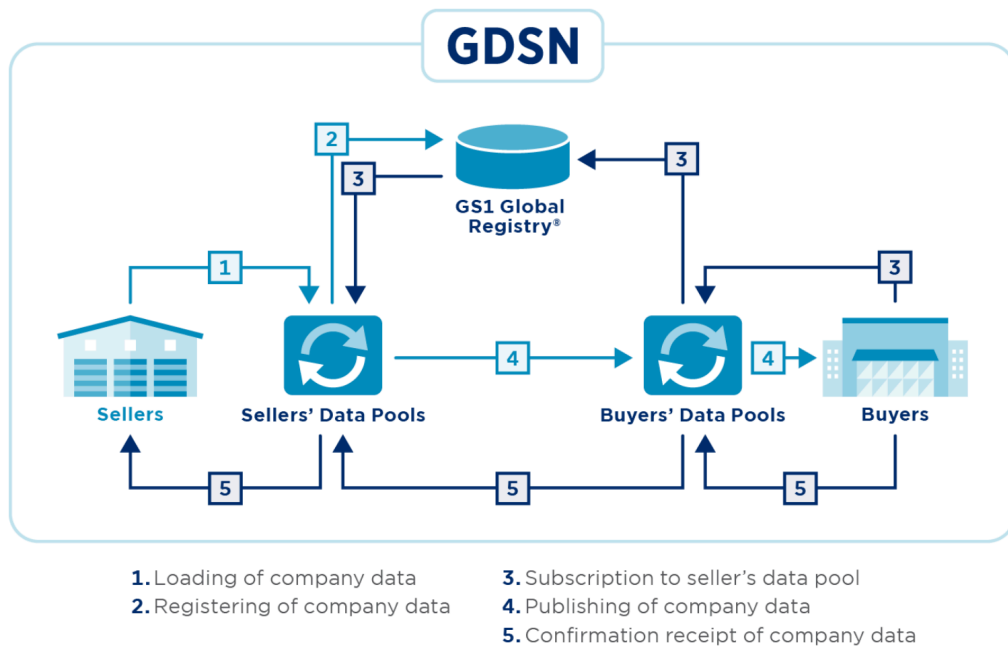 GDSN
2
3
3
GS1 Global
Registry®
1
3
4
4
Sellers
Sellers’ Data Pools
Buyers’ Data Pools
Buyers
5
5
5
1. Loading of company data
2. Registering of company data
3. Subscription to seller’s data pool
4. Publishing of company data
5. Confirmation receipt of company data